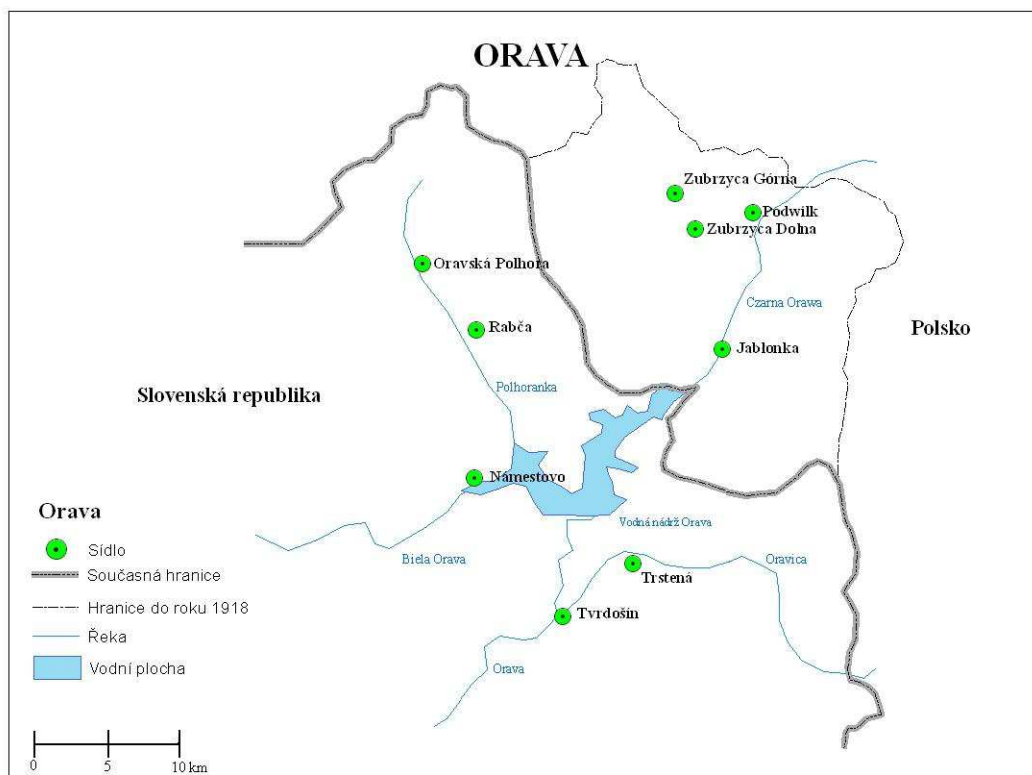 ORAVA
Zubrzyca Górna
Podwilk
Zubrzyca Dolna
Oravská Polhora
Czarna Orawa
Rabča
Jablonka
Polsko
Polhoranka
Slovenská republika
Námestovo
Vodná nádrž Orava
Biela Orava
Oravica
Trstená
Tvrdošín
Orava
Orava
Sídlo
Současná hranice
Hranice do roku 1918
Řeka
Vodní plocha
0 5 10 km